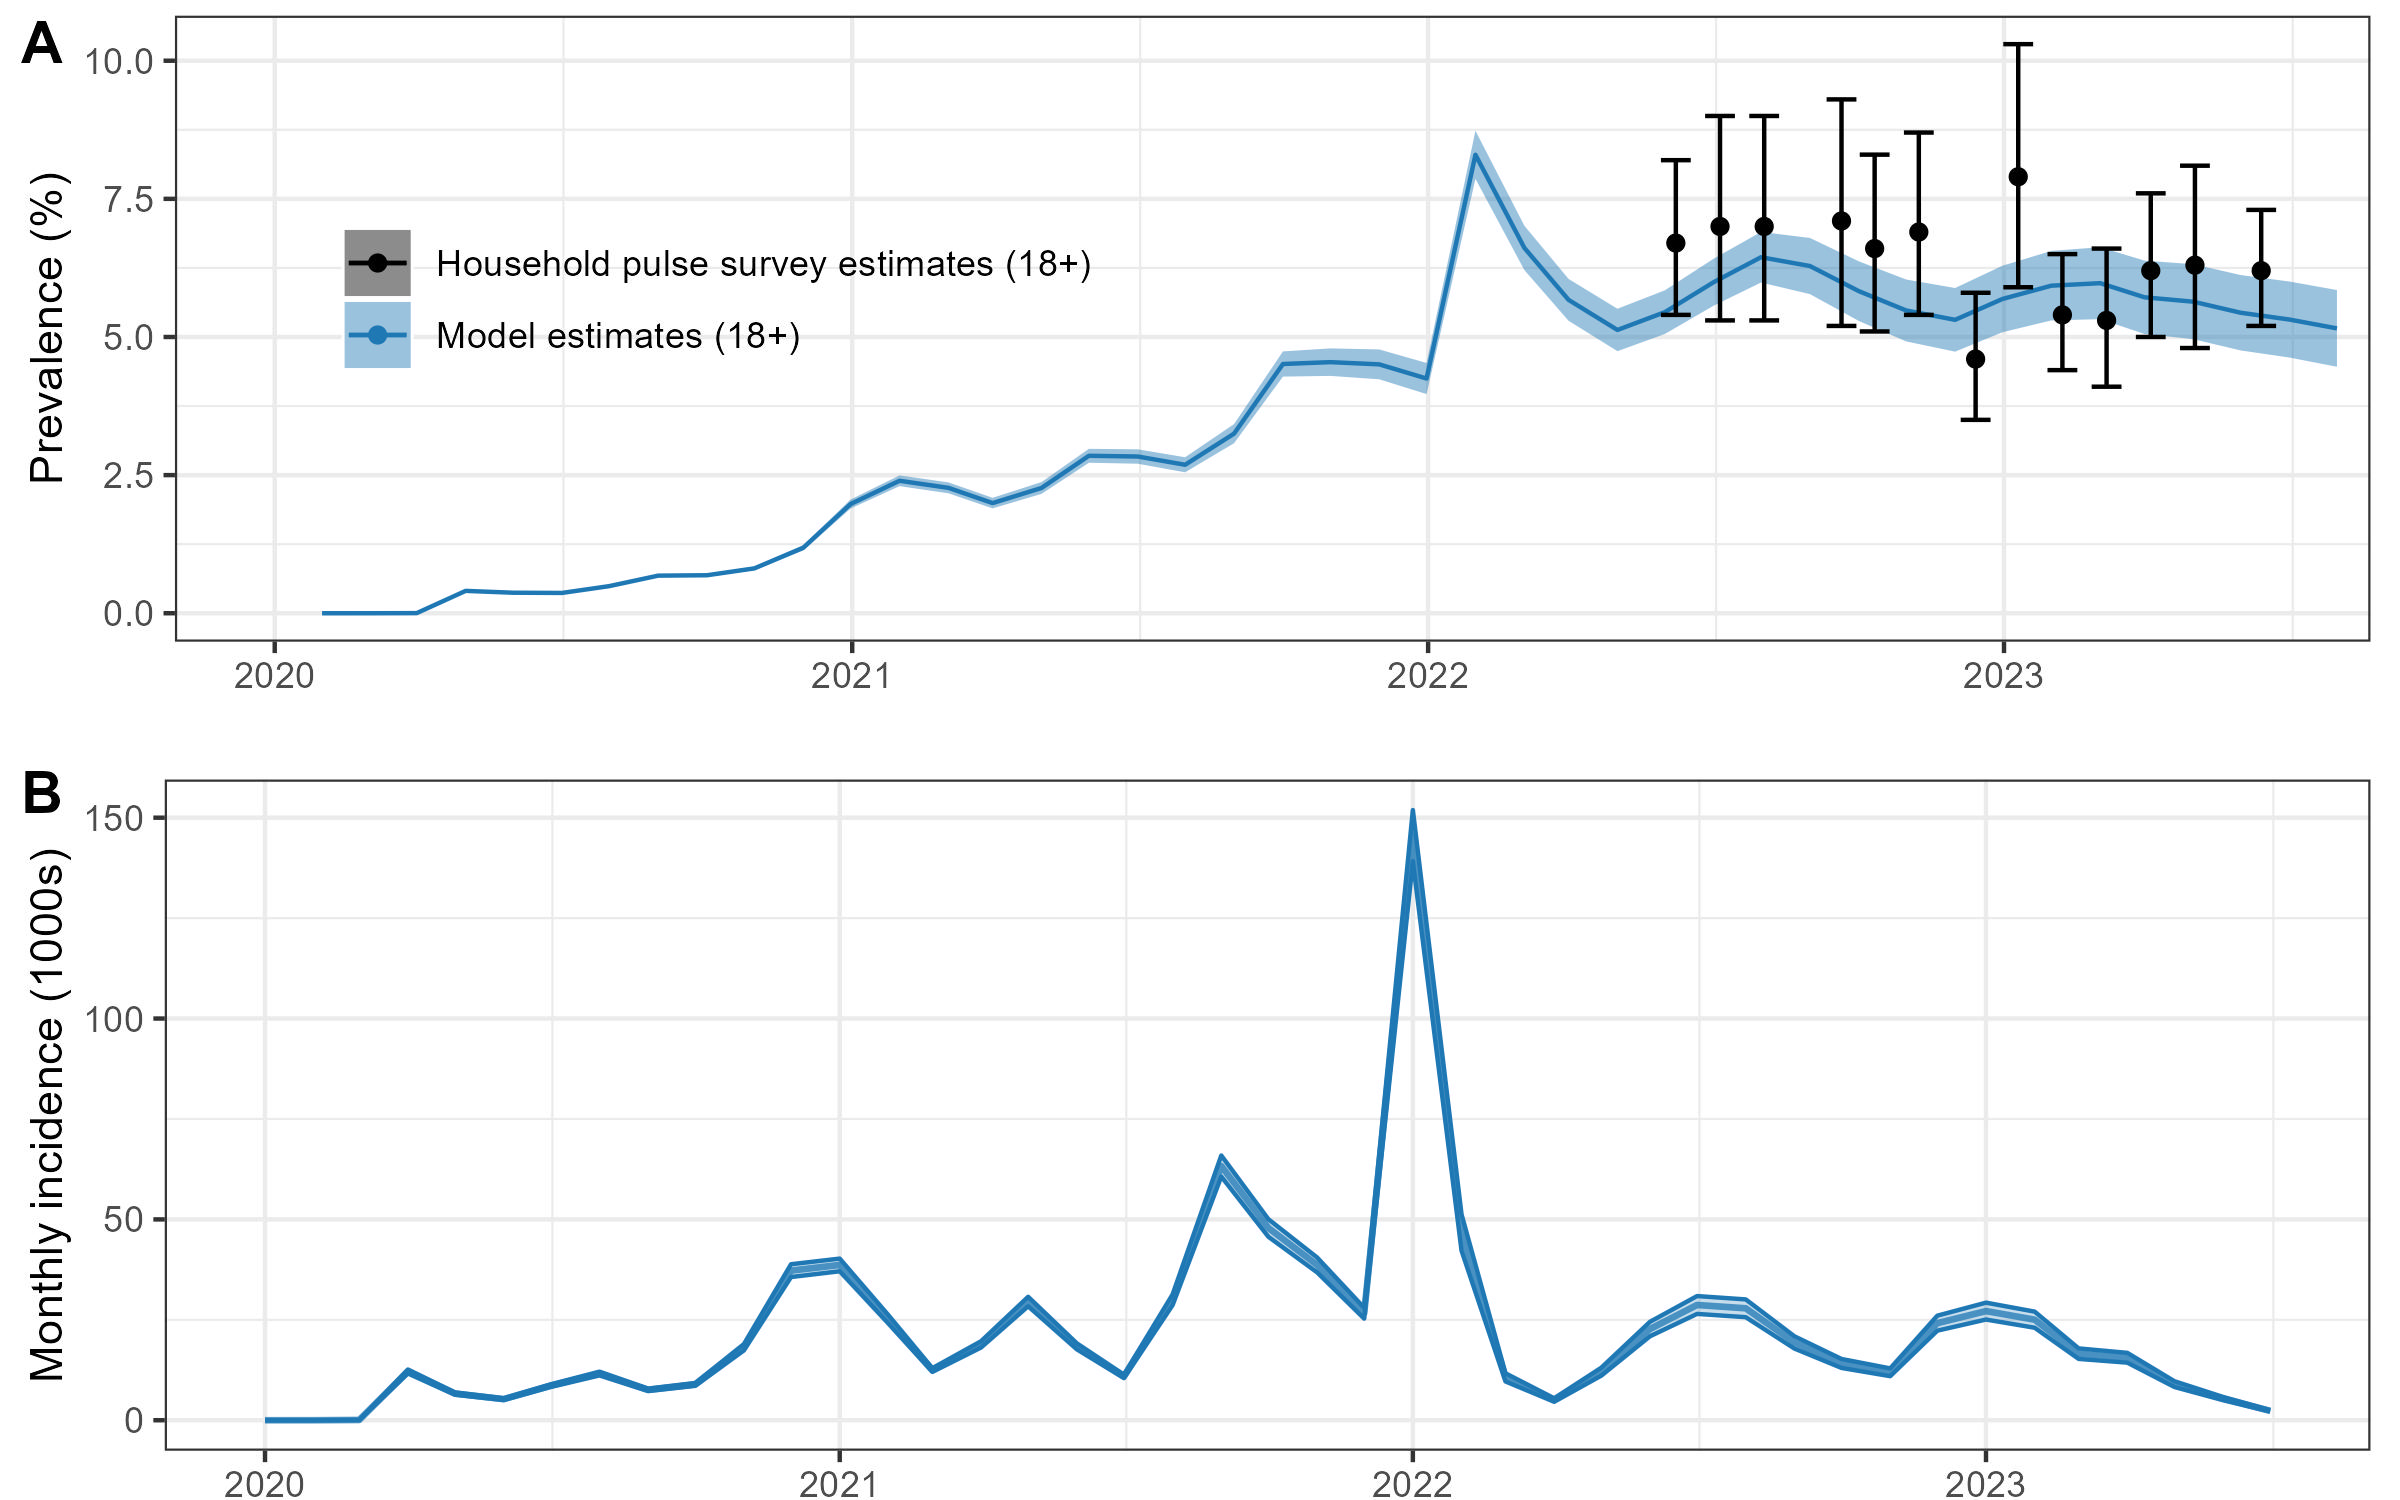 A
Prevalence (%)
10.0
7.5
5.0
2.5
0.0
Household pulse survey estimates (18+)
Model estimates (18+)
2020 2021 2022 2023
B
Monthly incidence (1000s)
150
100
50
0
2020 2021 2022 2023